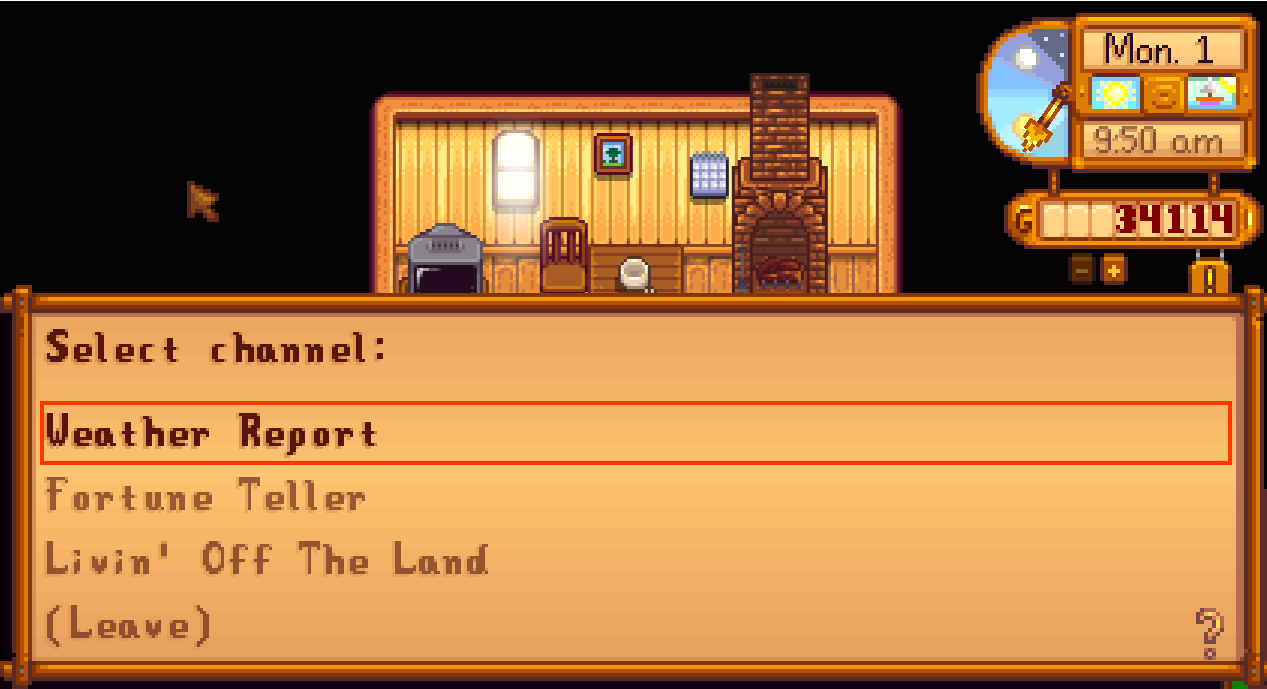 Mon. 1
9:50 am
G 34114
- +
!
Select channel:
Weather Report
Fortune Teller
Livin' Off The Land
(Leave)
?